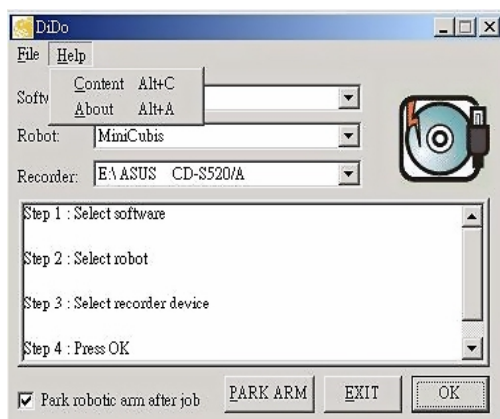 DiDo
File Help
Content Alt+C
About Alt+A
Robot: MiniCubis
Recorder: E:\ ASUS CD-S520/A
Step 1 : Select software
Step 2 : Select robot
Step 3 : Select recorder device
Step 4 : Press OK
Park robotic arm after job
PARK ARM
EXIT
OK